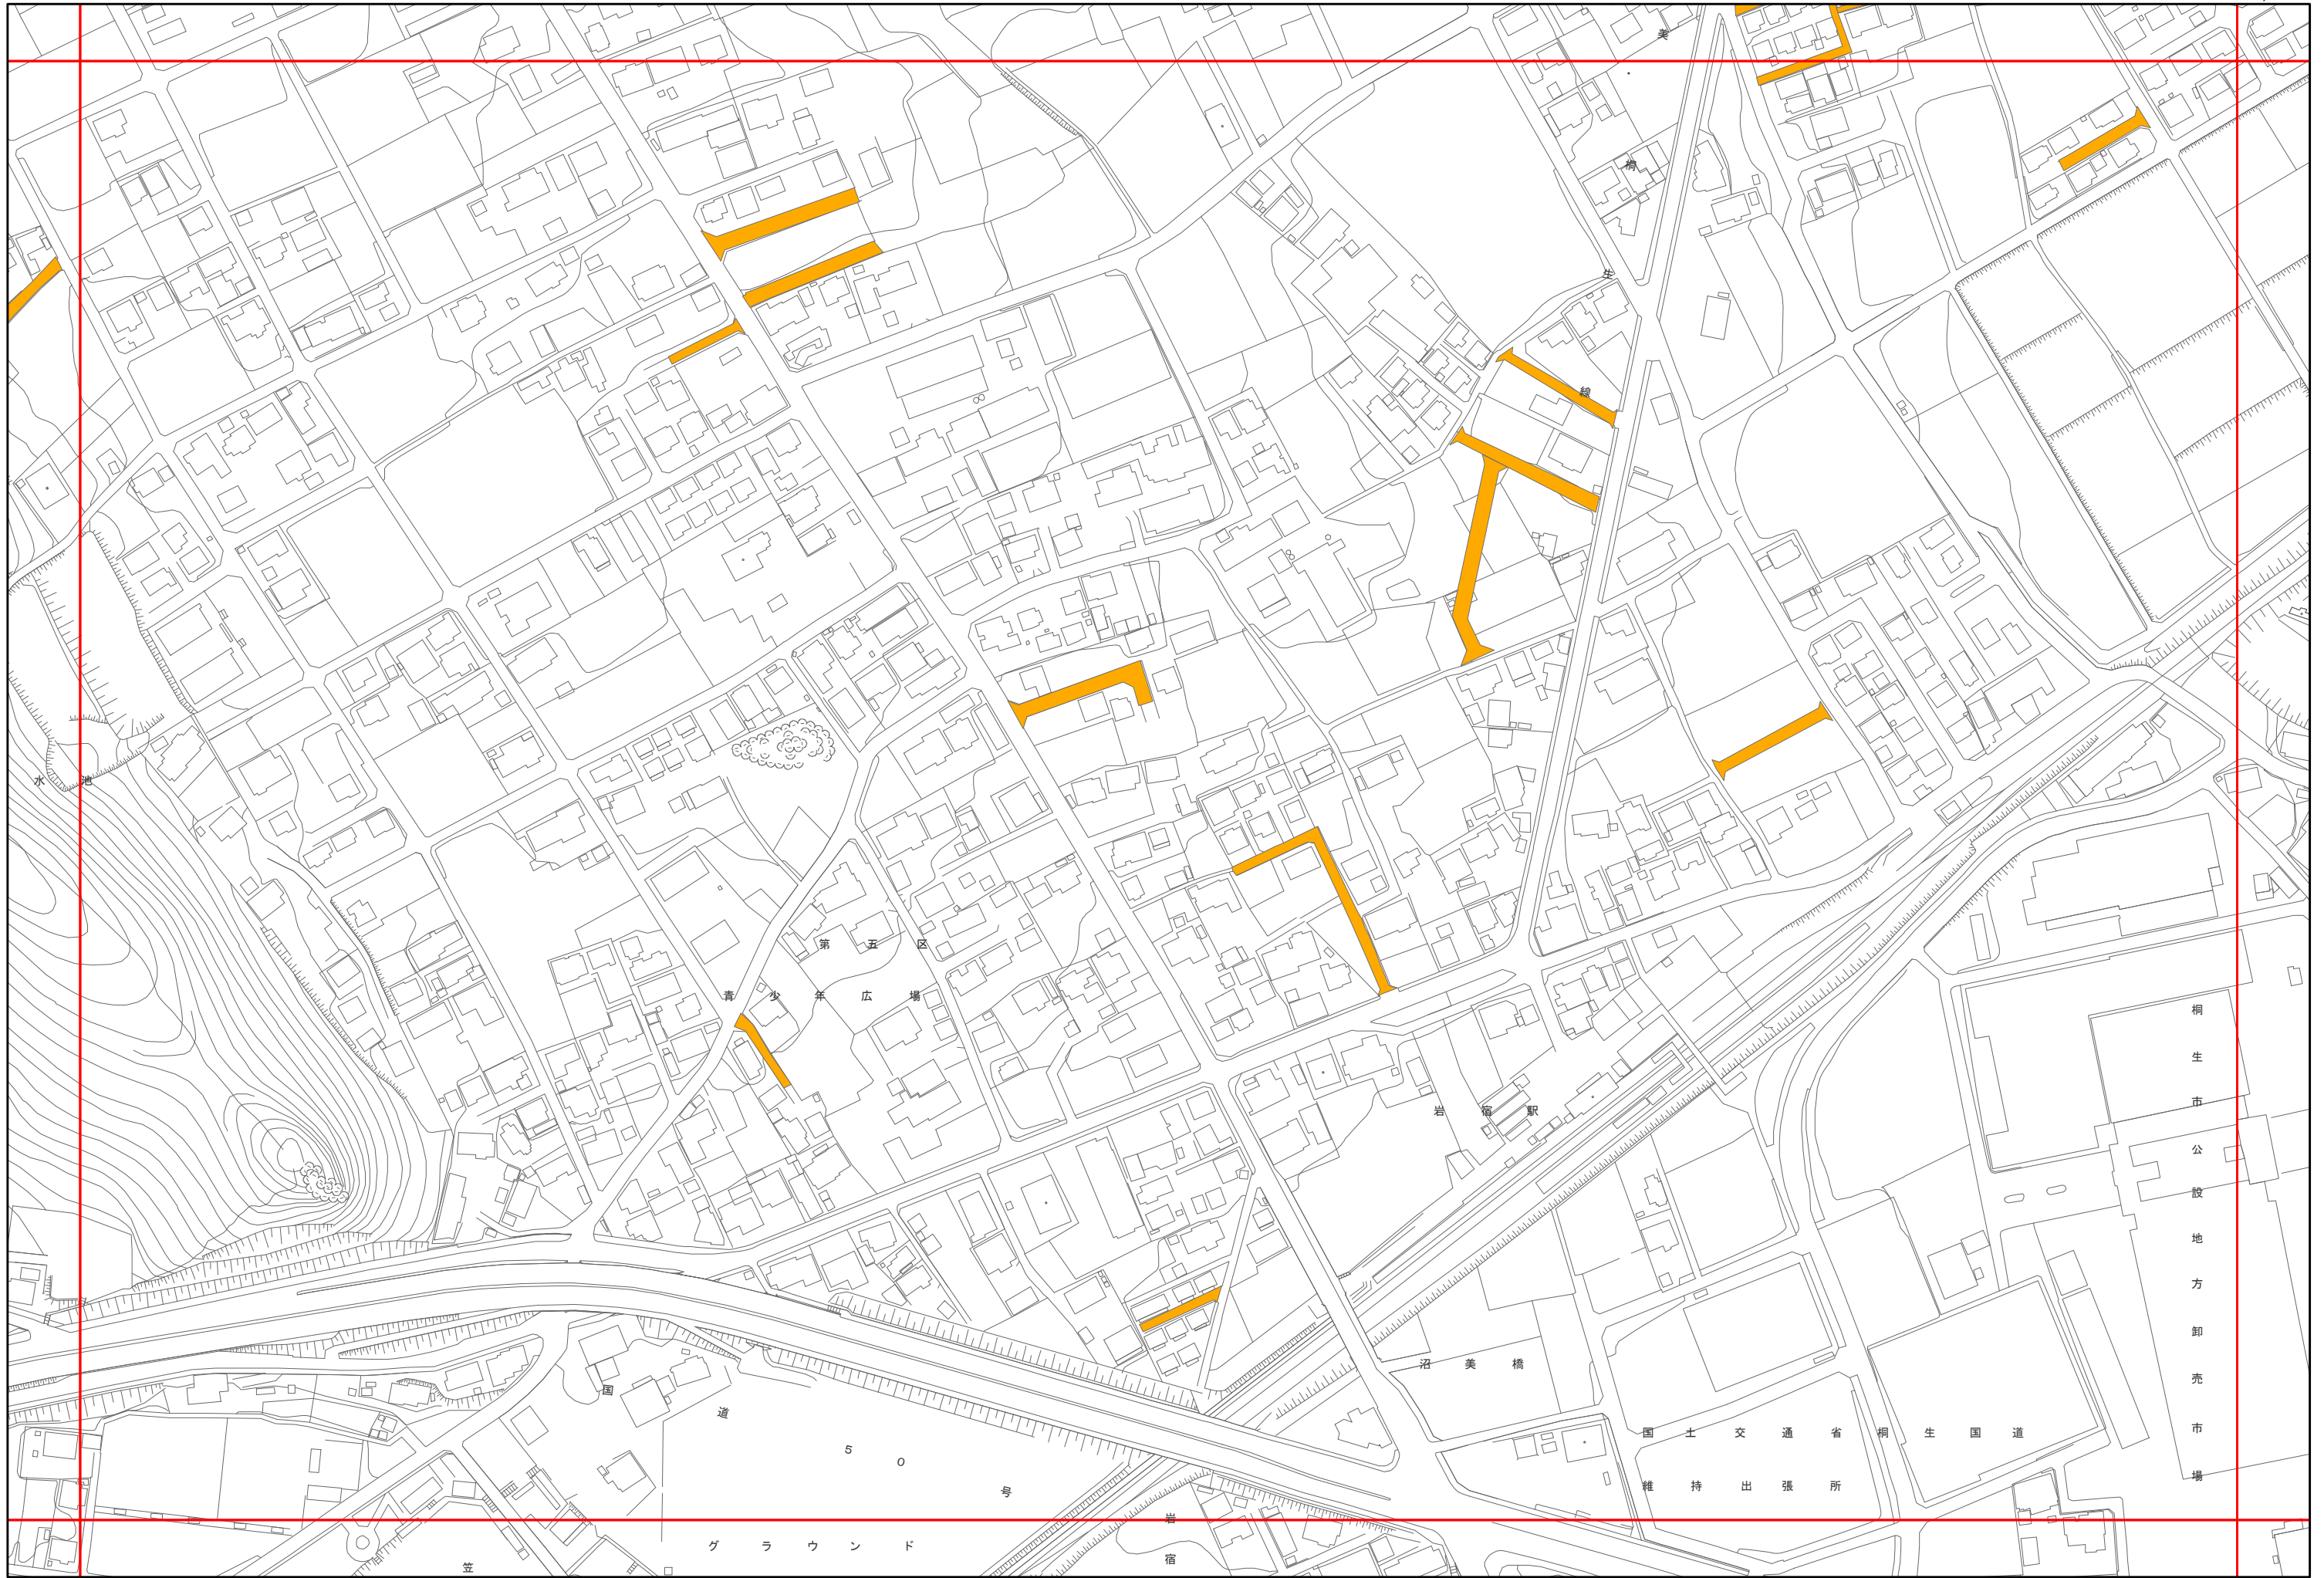 美
桐
生
線
水池
第五区
青少年広場
岩宿駅
桐生市公設地方卸売市場
沼美橋
国道50号
国土交通省桐生国道
維持出張所
グラウンド
岩宿
笠